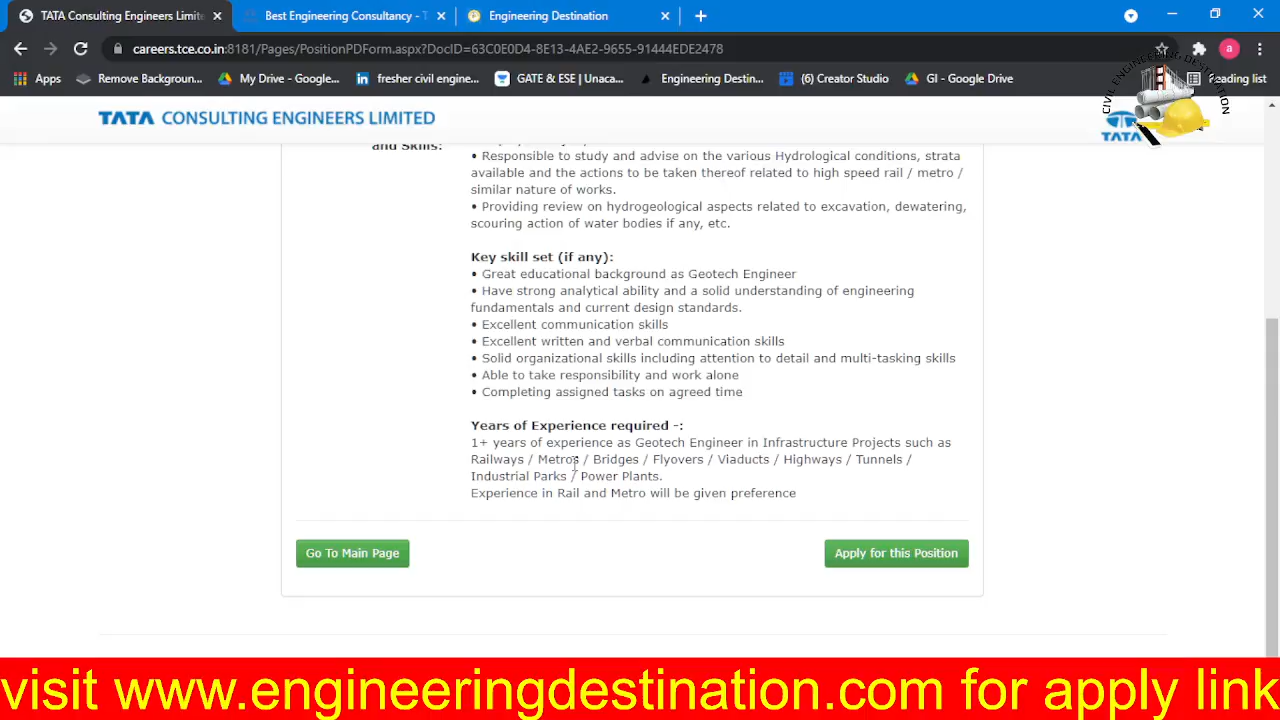 TATA Consulting Engineers Limite
Best Engineering Consultancy - T
Engineering Destination
careers.tce.co.in:8181/Pages/PositionPDForm.aspx?DocID=63C0E0D4-8E13-4AE2-9655-91444EDE2478
a
Apps
Remove Backgroun...
My Drive - Google...
fresher civil engine...
GATE & ESE | Unaca...
Engineering Destin...
(6) Creator Studio
GI - Google Drive
Reading list
CIVIL ENGINEERING DESTINATION
TATA CONSULTING ENGINEERS LIMITED
TATA
and Skills:
• Responsible to study and advise on the various Hydrological conditions, strata
available and the actions to be taken thereof related to high speed rail / metro /
similar nature of works.
• Providing review on hydrogeological aspects related to excavation, dewatering,
scouring action of water bodies if any, etc.
Key skill set (if any):
• Great educational background as Geotech Engineer
• Have strong analytical ability and a solid understanding of engineering
fundamentals and current design standards.
• Excellent communication skills
• Excellent written and verbal communication skills
• Solid organizational skills including attention to detail and multi-tasking skills
• Able to take responsibility and work alone
• Completing assigned tasks on agreed time
Years of Experience required -:
1+ years of experience as Geotech Engineer in Infrastructure Projects such as
Railways / Metros / Bridges / Flyovers / Viaducts / Highways / Tunnels /
Industrial Parks / Power Plants.
Experience in Rail and Metro will be given preference
Go To Main Page
Apply for this Position
visit www.engineeringdestination.com for apply link